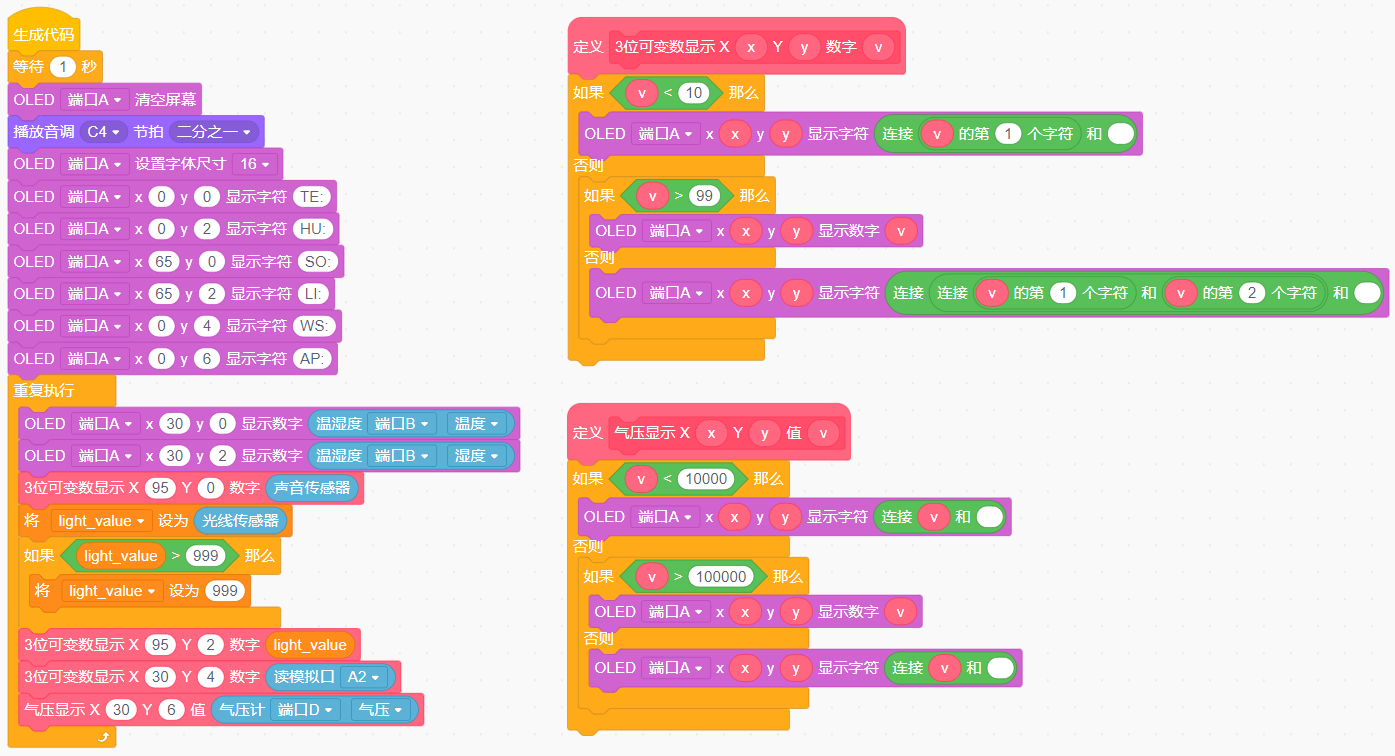 生成代码
等待 1 秒
OLED 端口A 清空屏幕
播放音调 C4 节拍 二分之一
OLED 端口A 设置字体尺寸 16
OLED 端口A x 0 y 0 显示字符 TE:
OLED 端口A x 0 y 2 显示字符 HU:
OLED 端口A x 65 y 0 显示字符 SO:
OLED 端口A x 65 y 2 显示字符 LI:
OLED 端口A x 0 y 4 显示字符 WS:
OLED 端口A x 0 y 6 显示字符 AP:
重复执行
OLED 端口A x 30 y 0 显示数字 温湿度 端口B 温度
OLED 端口A x 30 y 2 显示数字 温湿度 端口B 湿度
3位可变数显示 X 95 Y 0 数字 声音传感器
将 light_value 设为 光线传感器
如果 light_value > 999 那么
将 light_value 设为 999
3位可变数显示 X 95 Y 2 数字 light_value
3位可变数显示 X 30 Y 4 数字 读模拟口 A2
气压显示 X 30 Y 6 值 气压计 端口D 气压
定义 3位可变数显示 X x Y y 数字 v
如果 v < 10 那么
OLED 端口A x x y y 显示字符 连接 v 的第 1 个字符 和
否则
如果 v > 99 那么
OLED 端口A x x y y 显示数字 v
否则
OLED 端口A x x y y 显示字符 连接 连接 v 的第 1 个字符 和 v 的第 2 个字符 和
定义 气压显示 X x Y y 值 v
如果 v < 10000 那么
OLED 端口A x x y y 显示字符 连接 v 和
否则
如果 v > 100000 那么
OLED 端口A x x y y 显示数字 v
否则
OLED 端口A x x y y 显示字符 连接 v 和